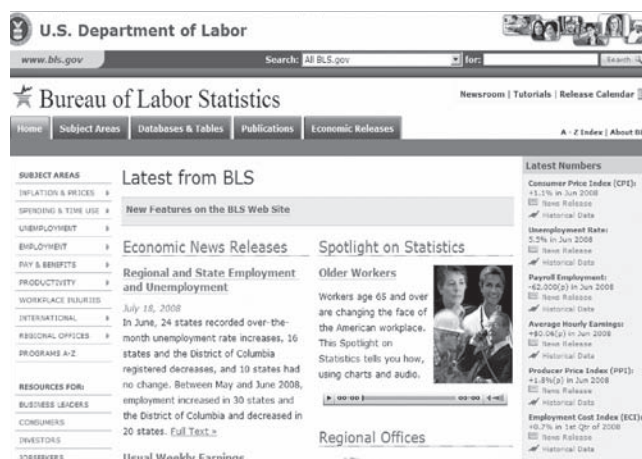 U.S. Department of Labor
www.bls.gov
Search: All BLS.gov for: Search
Bureau of Labor Statistics
Newsroom | Tutorials | Release Calendar
Home Subject Areas Databases & Tables Publications Economic Releases
A - Z Index | About
SUBJECT AREAS
INFLATION & PRICES
SPENDING & TIME USE
UNEMPLOYMENT
EMPLOYMENT
PAY & BENEFITS
PRODUCTIVITY
WORKPLACE INJURIES
INTERNATIONAL
REGIONAL OFFICES
PROGRAMS A-Z
RESOURCES FOR:
BUSINESS LEADERS
CONSUMERS
INVESTORS
JOBSEEKERS
Latest from BLS
New Features on the BLS Web Site
Economic News Releases
Regional and State Employment
and Unemployment
July 18, 2008
In June, 24 states recorded over-the-
month unemployment rate increases, 16
states and the District of Columbia
registered decreases, and 10 states had
no change. Between May and June 2008,
employment increased in 30 states and
the District of Columbia and decreased in
20 states. Full Text »
Usual Weekly Earnings
Spotlight on Statistics
Older Workers
Workers age 65 and over
are changing the face of
the American workplace.
This Spotlight on
Statistics tells you how,
using charts and audio.
00:00 00:00
Regional Offices
Latest Numbers
Consumer Price Index (CPI):
+1.1% in Jun 2008
News Release
Historical Data
Unemployment Rate:
5.5% in Jun 2008
News Release
Historical Data
Payroll Employment:
-62,000(p) in Jun 2008
News Release
Historical Data
Average Hourly Earnings:
+$0.06(p) in Jun 2008
News Release
Historical Data
Producer Price Index (PPI):
+1.8%(p) in Jun 2008
News Release
Historical Data
Employment Cost Index (ECI):
+0.7% in 1st Qtr of 2008
News Release
Historical Data